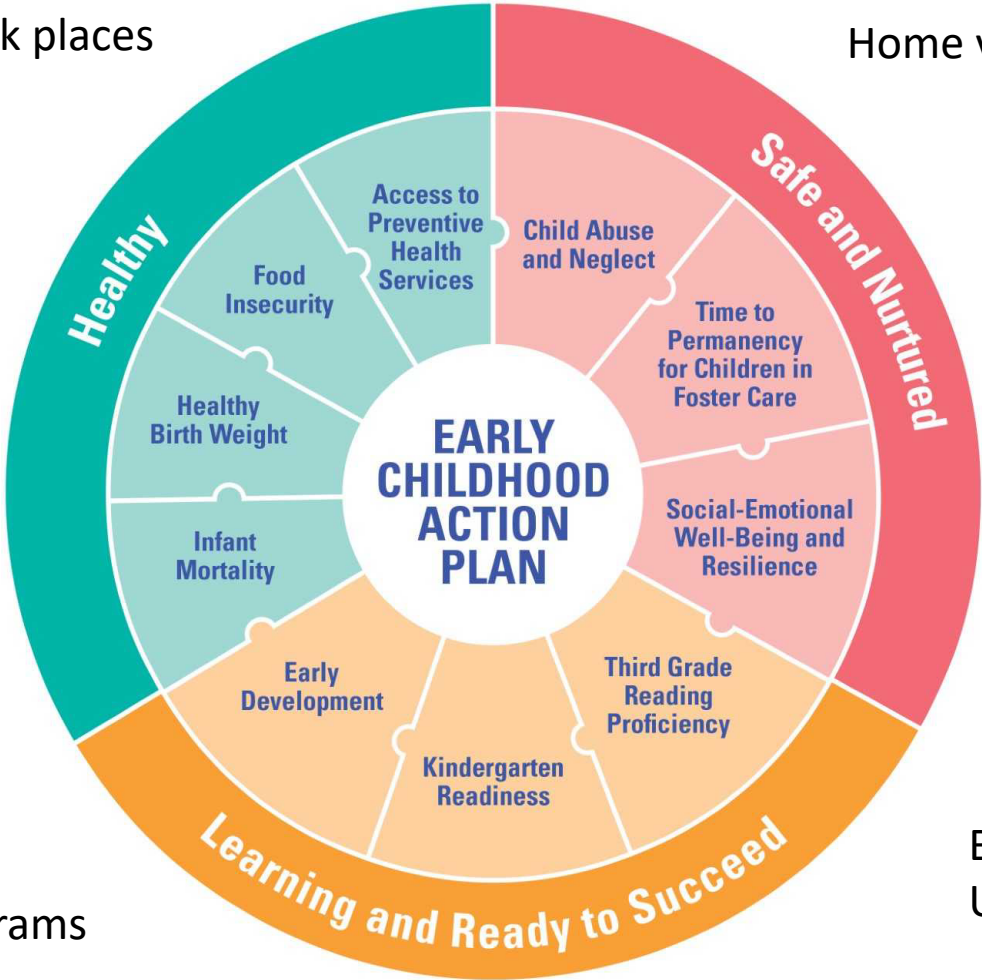 k places
Home
Healthy
Safe and Nurtured
Access to
Preventive
Health
Services
Child Abuse
and Neglect
Food
Insecurity
Time to
Permanency
for Children in
Foster Care
Healthy
Birth Weight
EARLY
CHILDHOOD
ACTION
PLAN
Social-Emotional
Well-Being and
Resilience
Infant
Mortality
Early
Development
Third Grade
Reading
Proficiency
Kindergarten
Readiness
Learning and Ready to Succeed
rams